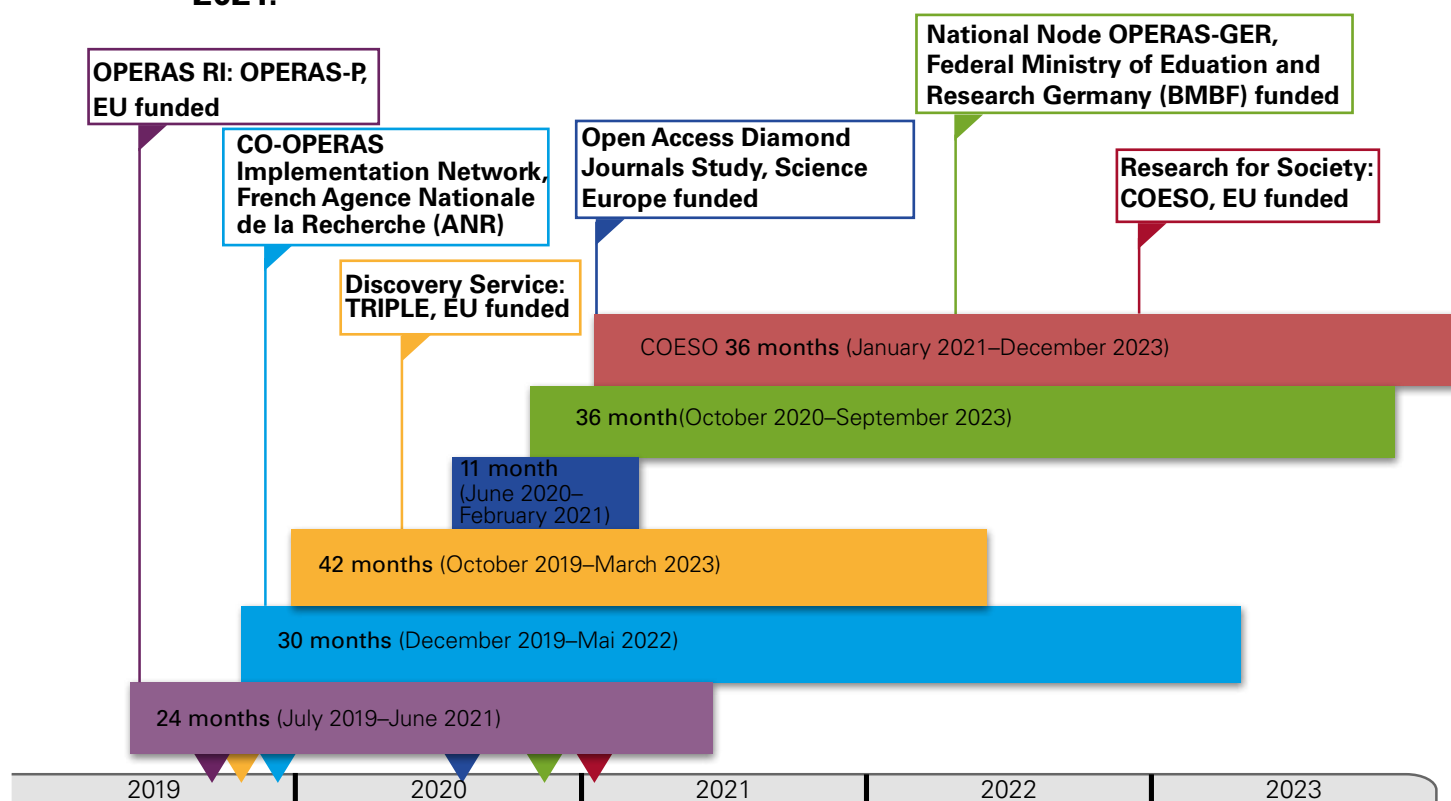 2021.
OPERAS RI: OPERAS-P,
EU funded
CO-OPERAS
Implementation Network,
French Agence Nationale
de la Recherche (ANR)
Discovery Service:
TRIPLE, EU funded
Open Access Diamond
Journals Study, Science
Europe funded
National Node OPERAS-GER,
Federal Ministry of Eduation and
Research Germany (BMBF) funded
Research for Society:
COESO, EU funded
COESO 36 months (January 2021–December 2023)
36 month(October 2020–September 2023)
11 month
(June 2020–
February 2021)
42 months (October 2019–March 2023)
30 months (December 2019–Mai 2022)
24 months (July 2019–June 2021)
2019 2020 2021 2022 2023